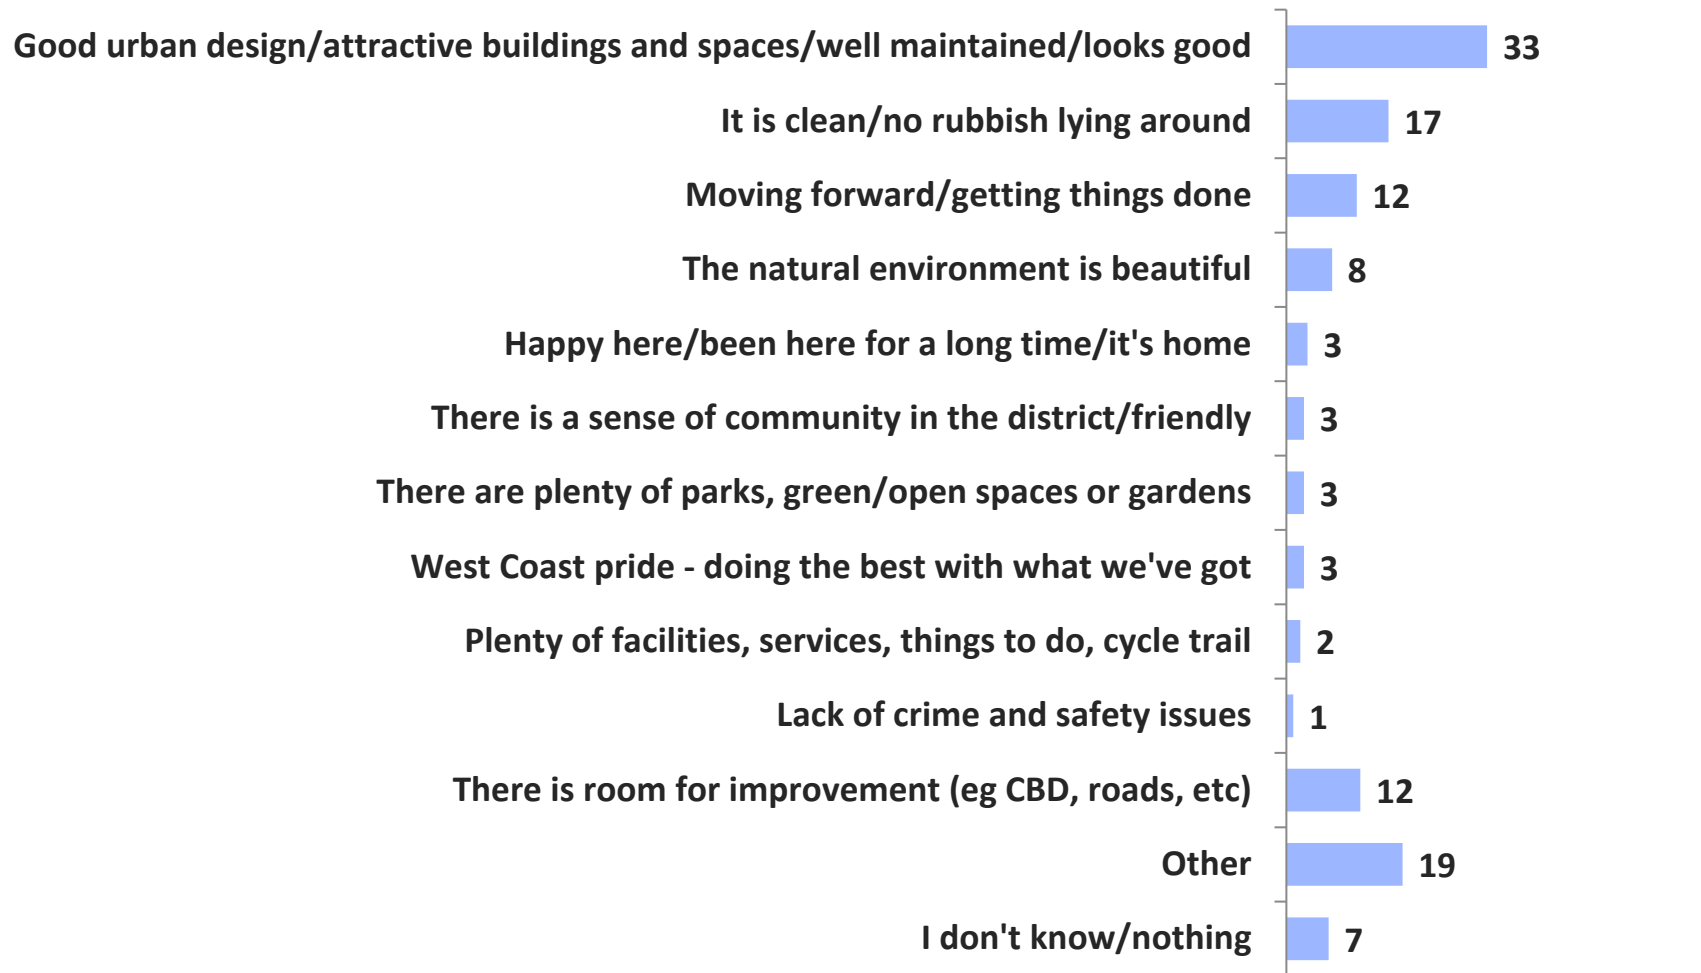 Good urban design/attractive buildings and spaces/well maintained/looks good 33
It is clean/no rubbish lying around 17
Moving forward/getting things done 12
The natural environment is beautiful 8
Happy here/been here for a long time/it's home 3
There is a sense of community in the district/friendly 3
There are plenty of parks, green/open spaces or gardens 3
West Coast pride - doing the best with what we've got 3
Plenty of facilities, services, things to do, cycle trail 2
Lack of crime and safety issues 1
There is room for improvement (eg CBD, roads, etc) 12
Other 19
I don't know/nothing 7